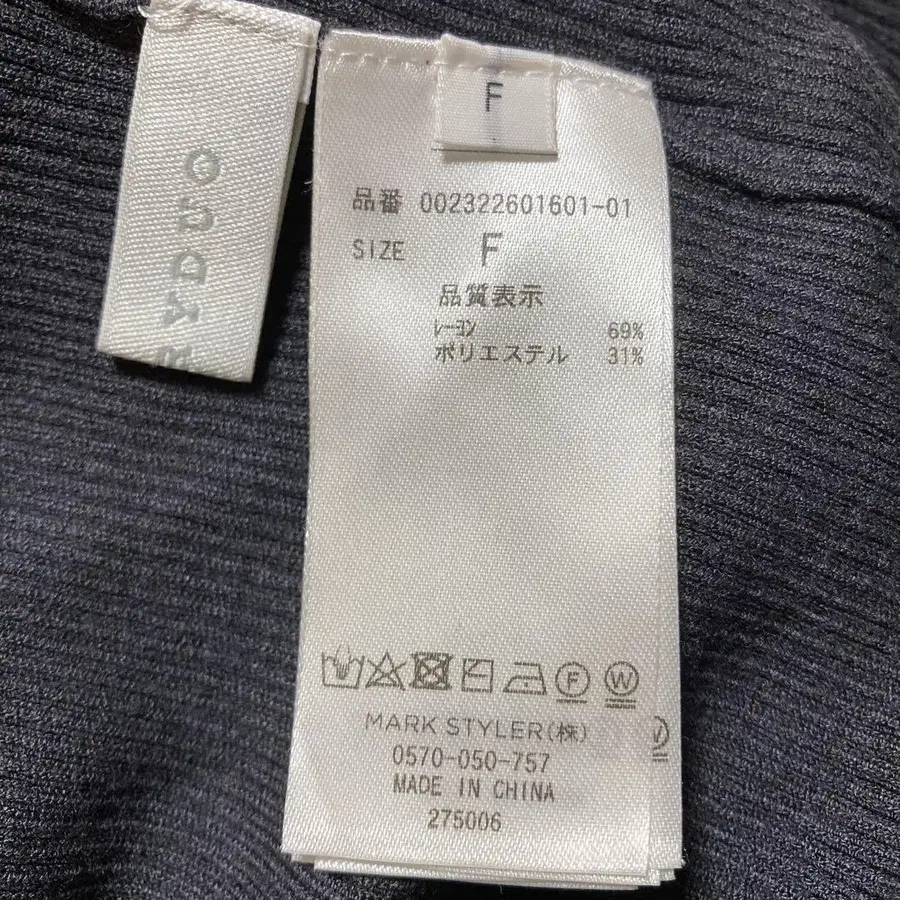 YDUO
F
品番 002322601601-01
SIZE F
品質表示
レーヨン 69%
ポリエステル 31%
F W
MARK STYLER(株)
0570-050-757
MADE IN CHINA
275006